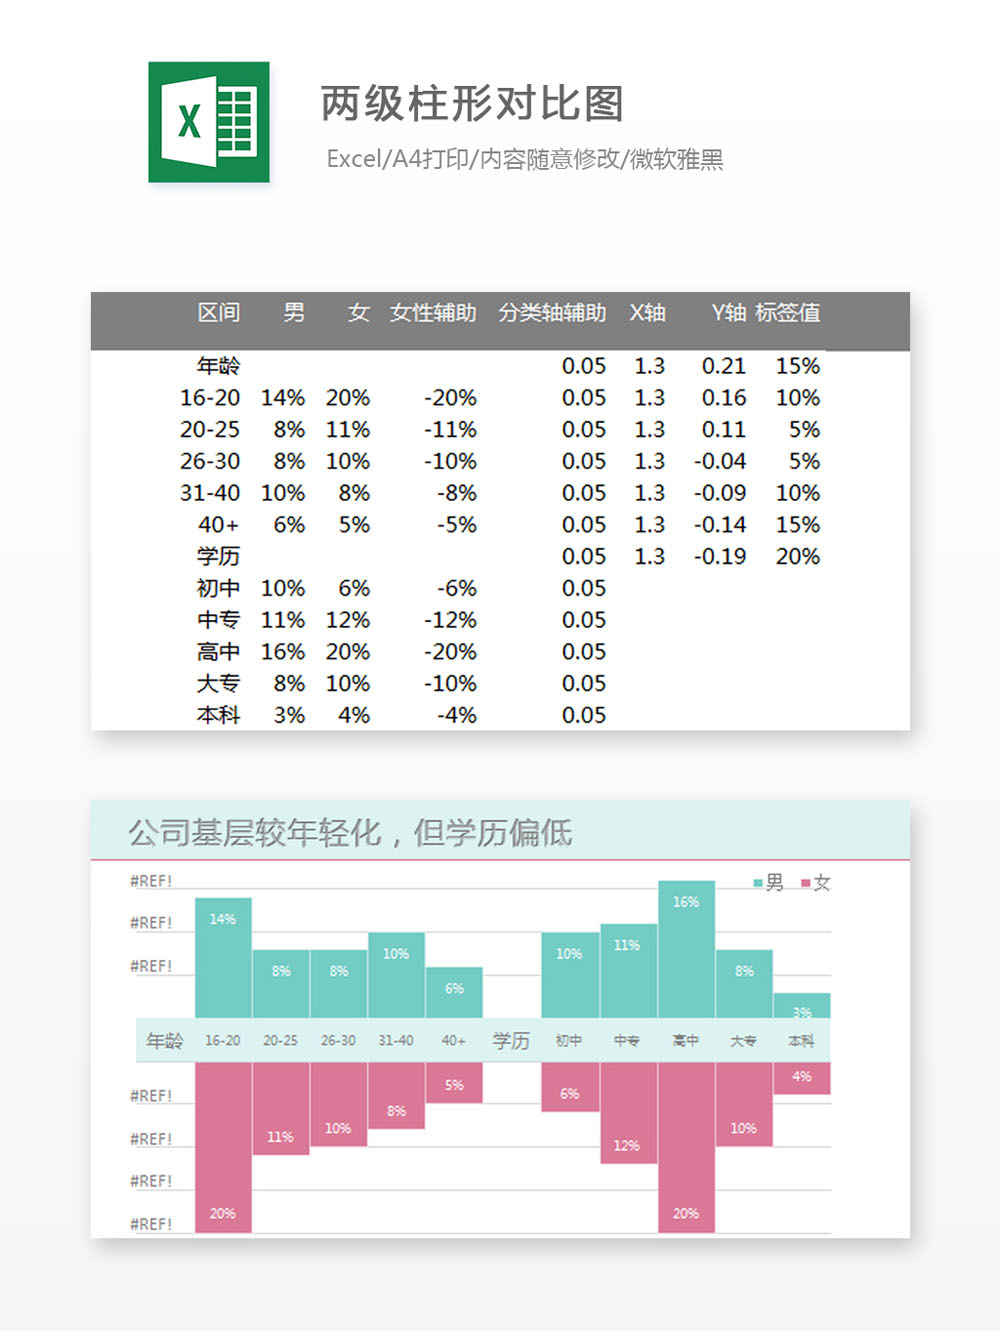 X
两级柱形对比图
Excel/A4打印/内容随意修改/微软雅黑
区间 男 女 女性辅助 分类轴辅助 X轴 Y轴 标签值
年龄 0.05 1.3 0.21 15%
16-20 14% 20% -20% 0.05 1.3 0.16 10%
20-25 8% 11% -11% 0.05 1.3 0.11 5%
26-30 8% 10% -10% 0.05 1.3 -0.04 5%
31-40 10% 8% -8% 0.05 1.3 -0.09 10%
40+ 6% 5% -5% 0.05 1.3 -0.14 15%
学历 0.05 1.3 -0.19 20%
初中 10% 6% -6% 0.05
中专 11% 12% -12% 0.05
高中 16% 20% -20% 0.05
大专 8% 10% -10% 0.05
本科 3% 4% -4% 0.05
公司基层较年轻化，但学历偏低
#REF! 男 女
16%
14% #REF!
11%
10% 10%
#REF! 8% 8% 8%
6%
3%
年龄 16-20 20-25 26-30 31-40 40+ 学历 初中 中专 高中 大专 本科
4%
5%
#REF! 6%
8%
10% 10%
#REF! 11% 12%
#REF!
20% 20%
#REF!